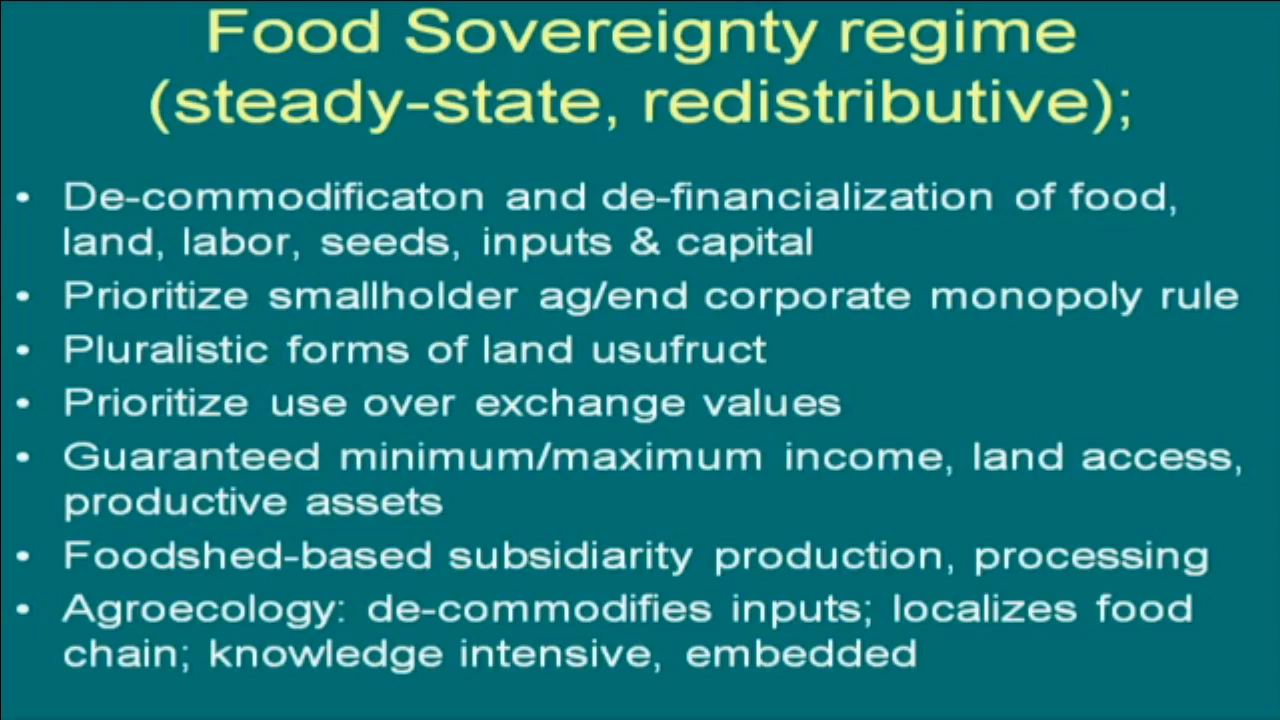 Food Sovereignty regime
(steady-state, redistributive);
• De-commodificaton and de-financialization of food,
land, labor, seeds, inputs & capital
• Prioritize smallholder ag/end corporate monopoly rule
• Pluralistic forms of land usufruct
• Prioritize use over exchange values
• Guaranteed minimum/maximum income, land access,
productive assets
• Foodshed-based subsidiarity production, processing
• Agroecology: de-commodifies inputs; localizes food
chain; knowledge intensive, embedded